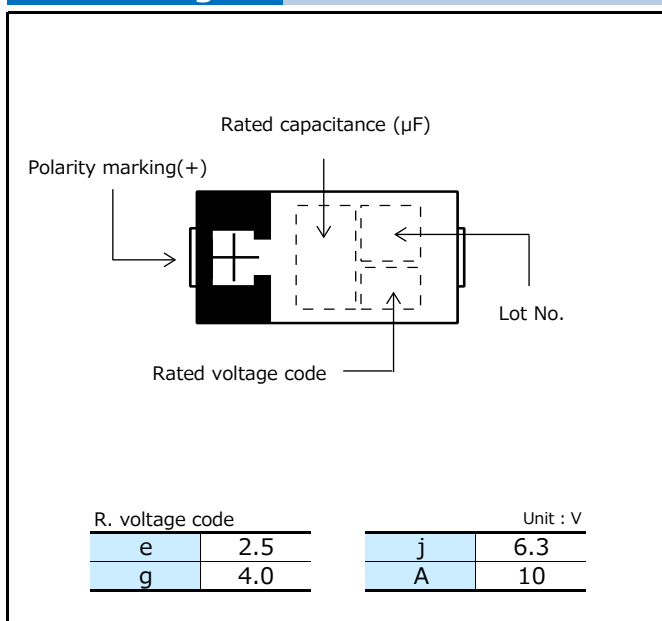 Rated capacitance (μF)
Polarity marking(+)
Lot No.
Rated voltage code
R. voltage code
Unit : V
e 2.5 j 6.3
g 4.0 A 10